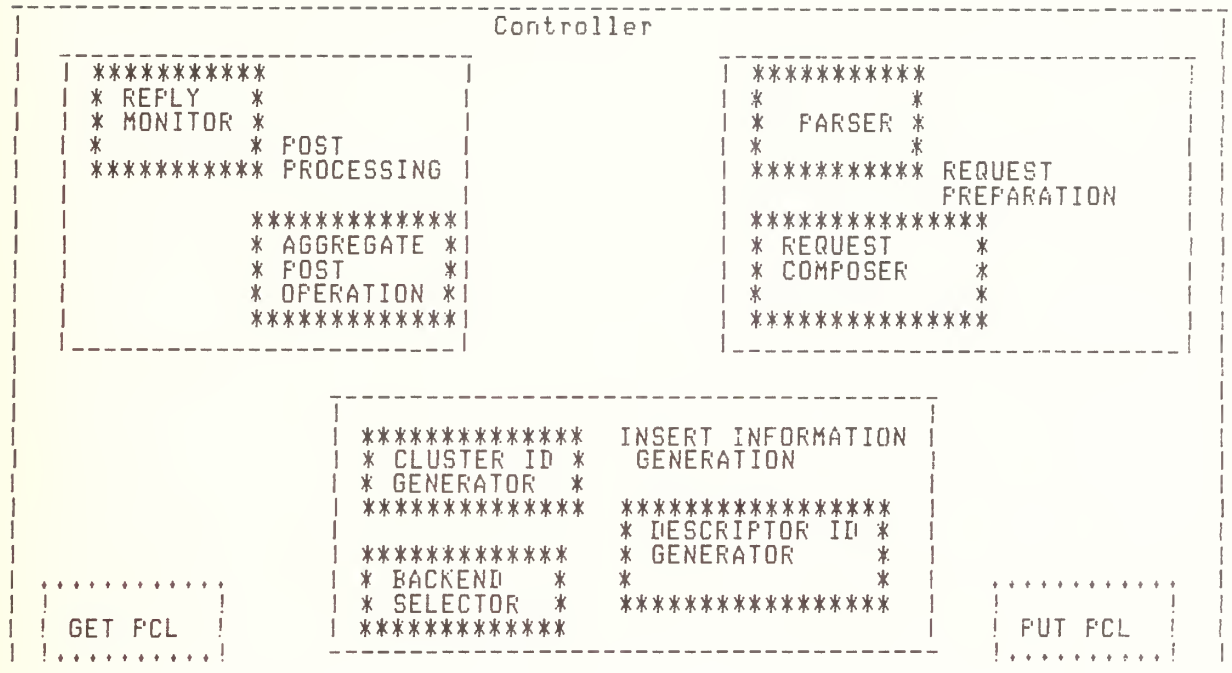 Controller
REPLY
MONITOR
POST
PROCESSING
AGGREGATE
POST
OPERATION
PARSER
REQUEST
PREPARATION
REQUEST
COMPOSER
CLUSTER ID
GENERATOR
INSERT INFORMATION
GENERATION
DESCRIPTOR ID
GENERATOR
BACKEND
SELECTOR
GET PCL
PUT PCL